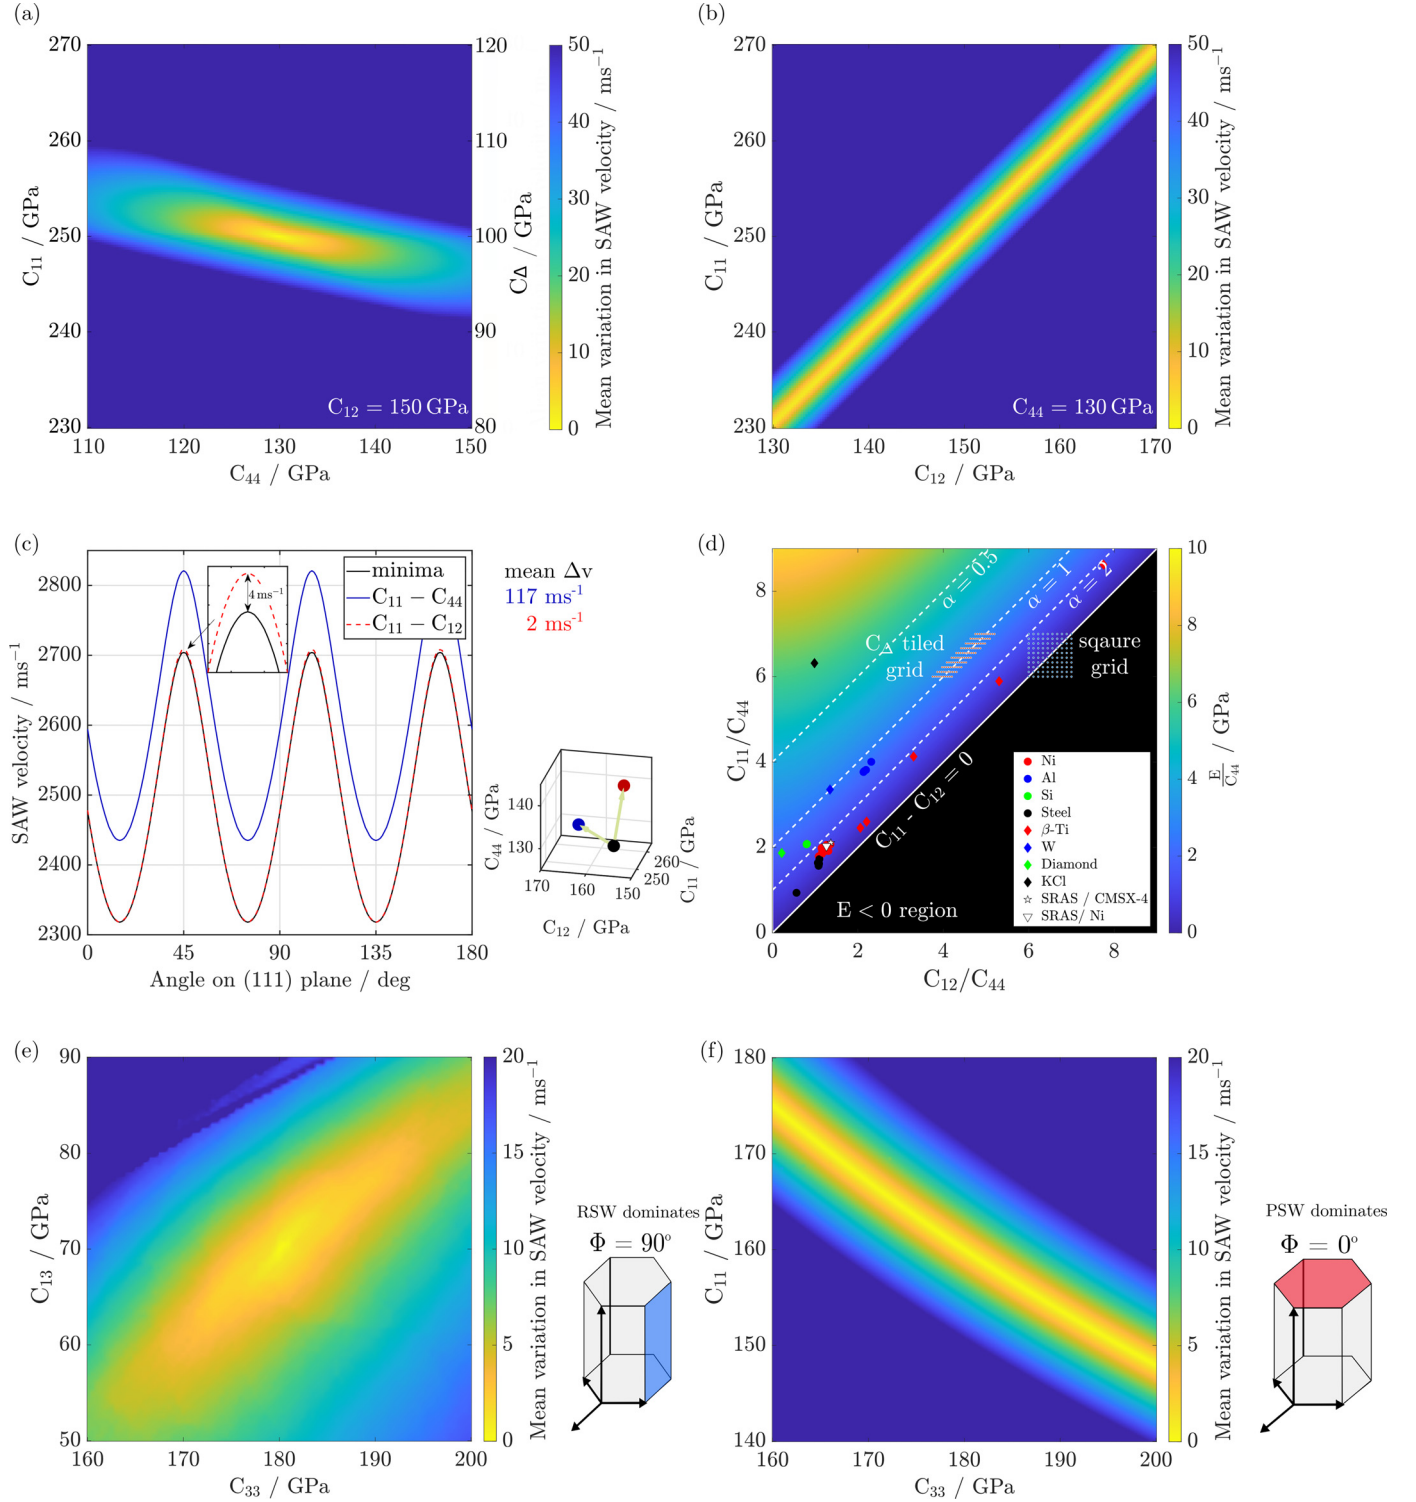 (a)
270
260
250
240
230
C11 / GPa
110
120
130
140
150
C44 / GPa
C12 = 150 GPa
120
110
100
90
80
CΔ / GPa
50
40
30
20
10
0
Mean variation in SAW velocity / ms−1
(b)
270
260
250
240
230
C11 / GPa
130
140
150
160
170
C12 / GPa
C44 = 130 GPa
50
40
30
20
10
0
Mean variation in SAW velocity / ms−1
(c)
2800
2700
2600
2500
2400
2300
SAW velocity / ms−1
0
45
90
135
180
Angle on (111) plane / deg
4 ms−1
minima
C11 − C44
C11 − C12
mean Δv
117 ms-1
2 ms-1
140
130
C44 / GPa
170
160
150
C12 / GPa
260
250
C11 / GPa
(d)
8
6
4
2
0
C11/C44
0
2
4
6
8
C12/C44
α = 0.5
α = 1
α = 2
CΔ tiled
grid
sqaure
grid
C11 - C12 = 0
E < 0 region
Ni
Al
Si
Steel
β-Ti
W
Diamond
KCl
SRAS / CMSX-4
SRAS/ Ni
10
8
6
4
2
0
E/C44 / GPa
(e)
90
80
70
60
50
C13 / GPa
160
170
180
190
200
C33 / GPa
20
15
10
5
0
Mean variation in SAW velocity / ms−1
RSW dominates
Φ = 90o
(f)
180
170
160
150
140
C11 / GPa
160
170
180
190
200
C33 / GPa
20
15
10
5
0
Mean variation in SAW velocity / ms−1
PSW dominates
Φ = 0o